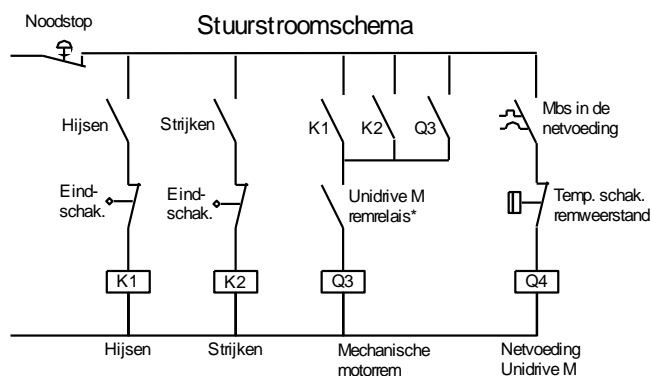 Noodstop
Stuurstroomschema
Hijsen
Strijken
K1
K2
Q3
Mbs in de
netvoeding
Eind-
schak.
Eind-
schak.
Unidrive M
remrelais*
Temp. schak.
remweerstand
K1
K2
Q3
Q4
Hijsen
Strijken
Mechanische
motorrem
Netvoeding
Unidrive M